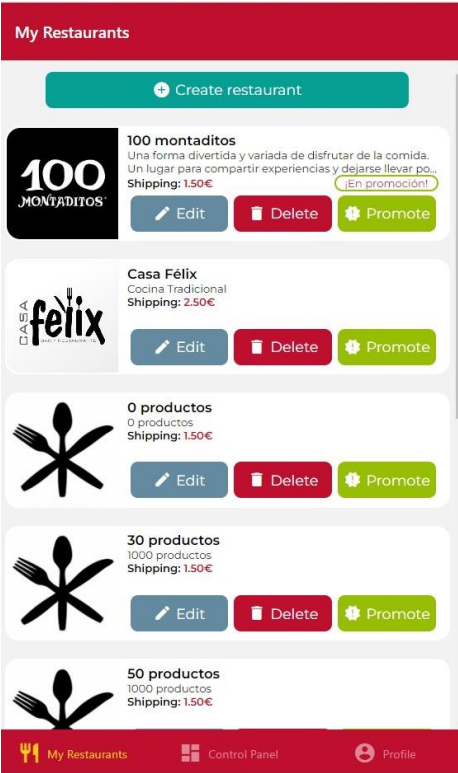 My Restaurants
Create restaurant
100
MONTADITOS
100 montaditos
Una forma divertida y variada de disfrutar de la comida.
Un lugar para compartir experiencias y dejarse llevar po...
Shipping: 1.50€
¡En promoción!
Edit
Delete
Promote
CASA
felix
BAR Y RESTAURANTE
Casa Félix
Cocina Tradicional
Shipping: 2.50€
Edit
Delete
Promote
0 productos
0 productos
Shipping: 1.50€
Edit
Delete
Promote
30 productos
1000 productos
Shipping: 1.50€
Edit
Delete
Promote
50 productos
1000 productos
Shipping: 1.50€
My Restaurants
Control Panel
Profile